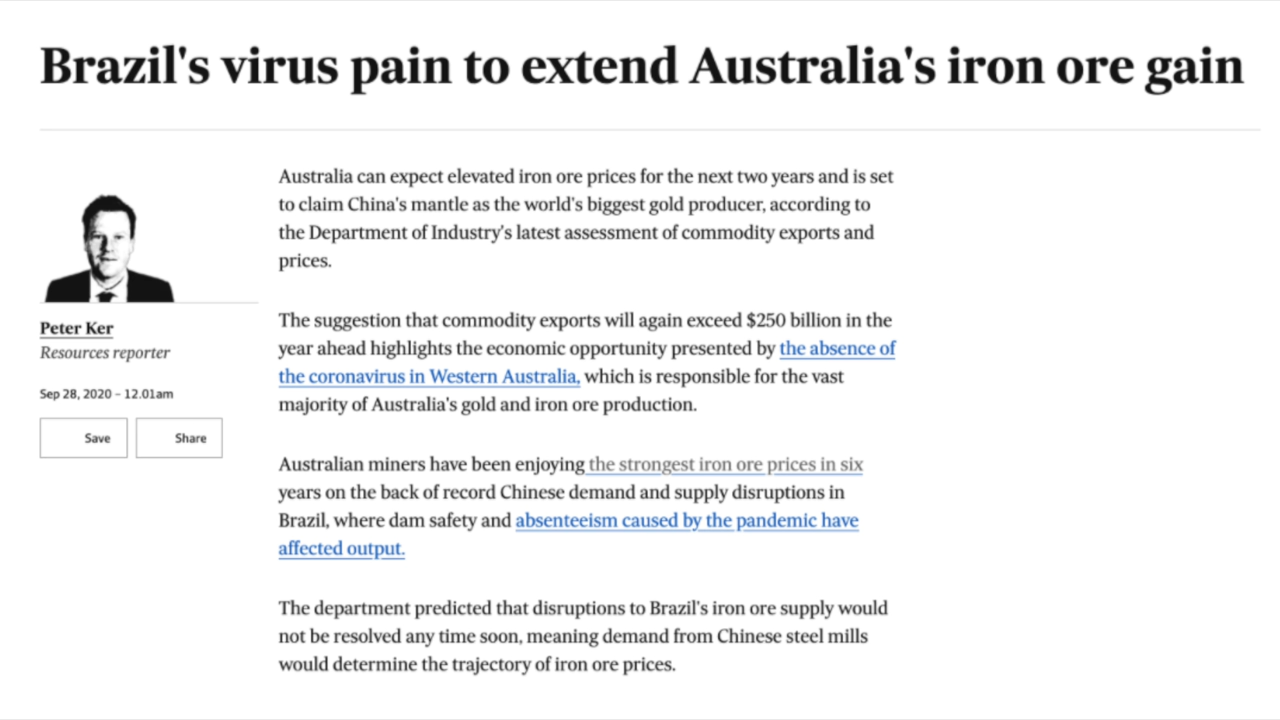 Brazil's virus pain to extend Australia's iron ore gain
Peter Ker
Resources reporter
Sep 28, 2020 – 12.01am
Save
Share
Australia can expect elevated iron ore prices for the next two years and is set
to claim China's mantle as the world's biggest gold producer, according to
the Department of Industry's latest assessment of commodity exports and
prices.
The suggestion that commodity exports will again exceed $250 billion in the
year ahead highlights the economic opportunity presented by the absence of
the coronavirus in Western Australia, which is responsible for the vast
majority of Australia's gold and iron ore production.
Australian miners have been enjoying the strongest iron ore prices in six
years on the back of record Chinese demand and supply disruptions in
Brazil, where dam safety and absenteeism caused by the pandemic have
affected output.
The department predicted that disruptions to Brazil's iron ore supply would
not be resolved any time soon, meaning demand from Chinese steel mills
would determine the trajectory of iron ore prices.